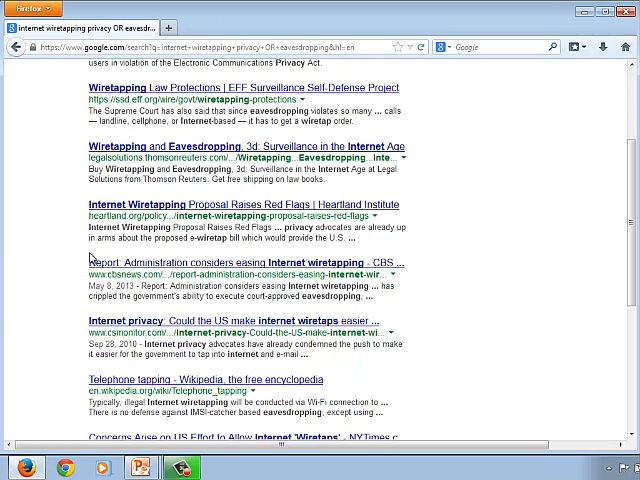 Firefox
internet wiretapping privacy OR eavesdr...
https://www.google.com/search?q=internet+wiretapping+privacy+OR+eavesdropping&hl=en
Google
users in violation of the Electronic Communications Privacy Act.
Wiretapping Law Protections | EFF Surveillance Self-Defense Project
https://ssd.eff.org/wire/govt/wiretapping-protections
The Supreme Court has also said that since eavesdropping violates so many ... calls
— landline, cellphone, or Internet-based — it has to get a wiretap order.
Wiretapping and Eavesdropping, 3d: Surveillance in the Internet Age
legalsolutions.thomsonreuters.com/.../Wiretapping...Eavesdropping...Inte...
Buy Wiretapping and Eavesdropping, 3d: Surveillance in the Internet Age at Legal
Solutions from Thomson Reuters. Get free shipping on law books.
Internet Wiretapping Proposal Raises Red Flags | Heartland Institute
heartland.org/policy.../internet-wiretapping-proposal-raises-red-flags
Internet Wiretapping Proposal Raises Red Flags ... privacy advocates are already up
in arms about the proposed e-wiretap bill which would provide the U.S. ...
Report: Administration considers easing Internet wiretapping - CBS ...
www.cbsnews.com/.../report-administration-considers-easing-internet-wir...
May 8, 2013 - Report: Administration considers easing Internet wiretapping ... has
crippled the government's ability to execute court-approved eavesdropping, ...
Internet privacy: Could the US make internet wiretaps easier ...
www.csmonitor.com/.../Internet-privacy-Could-the-US-make-internet-wi...
Sep 28, 2010 - Internet privacy advocates have already condemned the push to make
it easier for the government to tap into internet and e-mail ...
Telephone tapping - Wikipedia, the free encyclopedia
en.wikipedia.org/wiki/Telephone_tapping
Typically, illegal Internet wiretapping will be conducted via Wi-Fi connection to ...
There is no defense against IMSI-catcher based eavesdropping, except using ...
Concerns Arise on US Effort to Allow Internet 'Wiretaps' - NYTimes.c